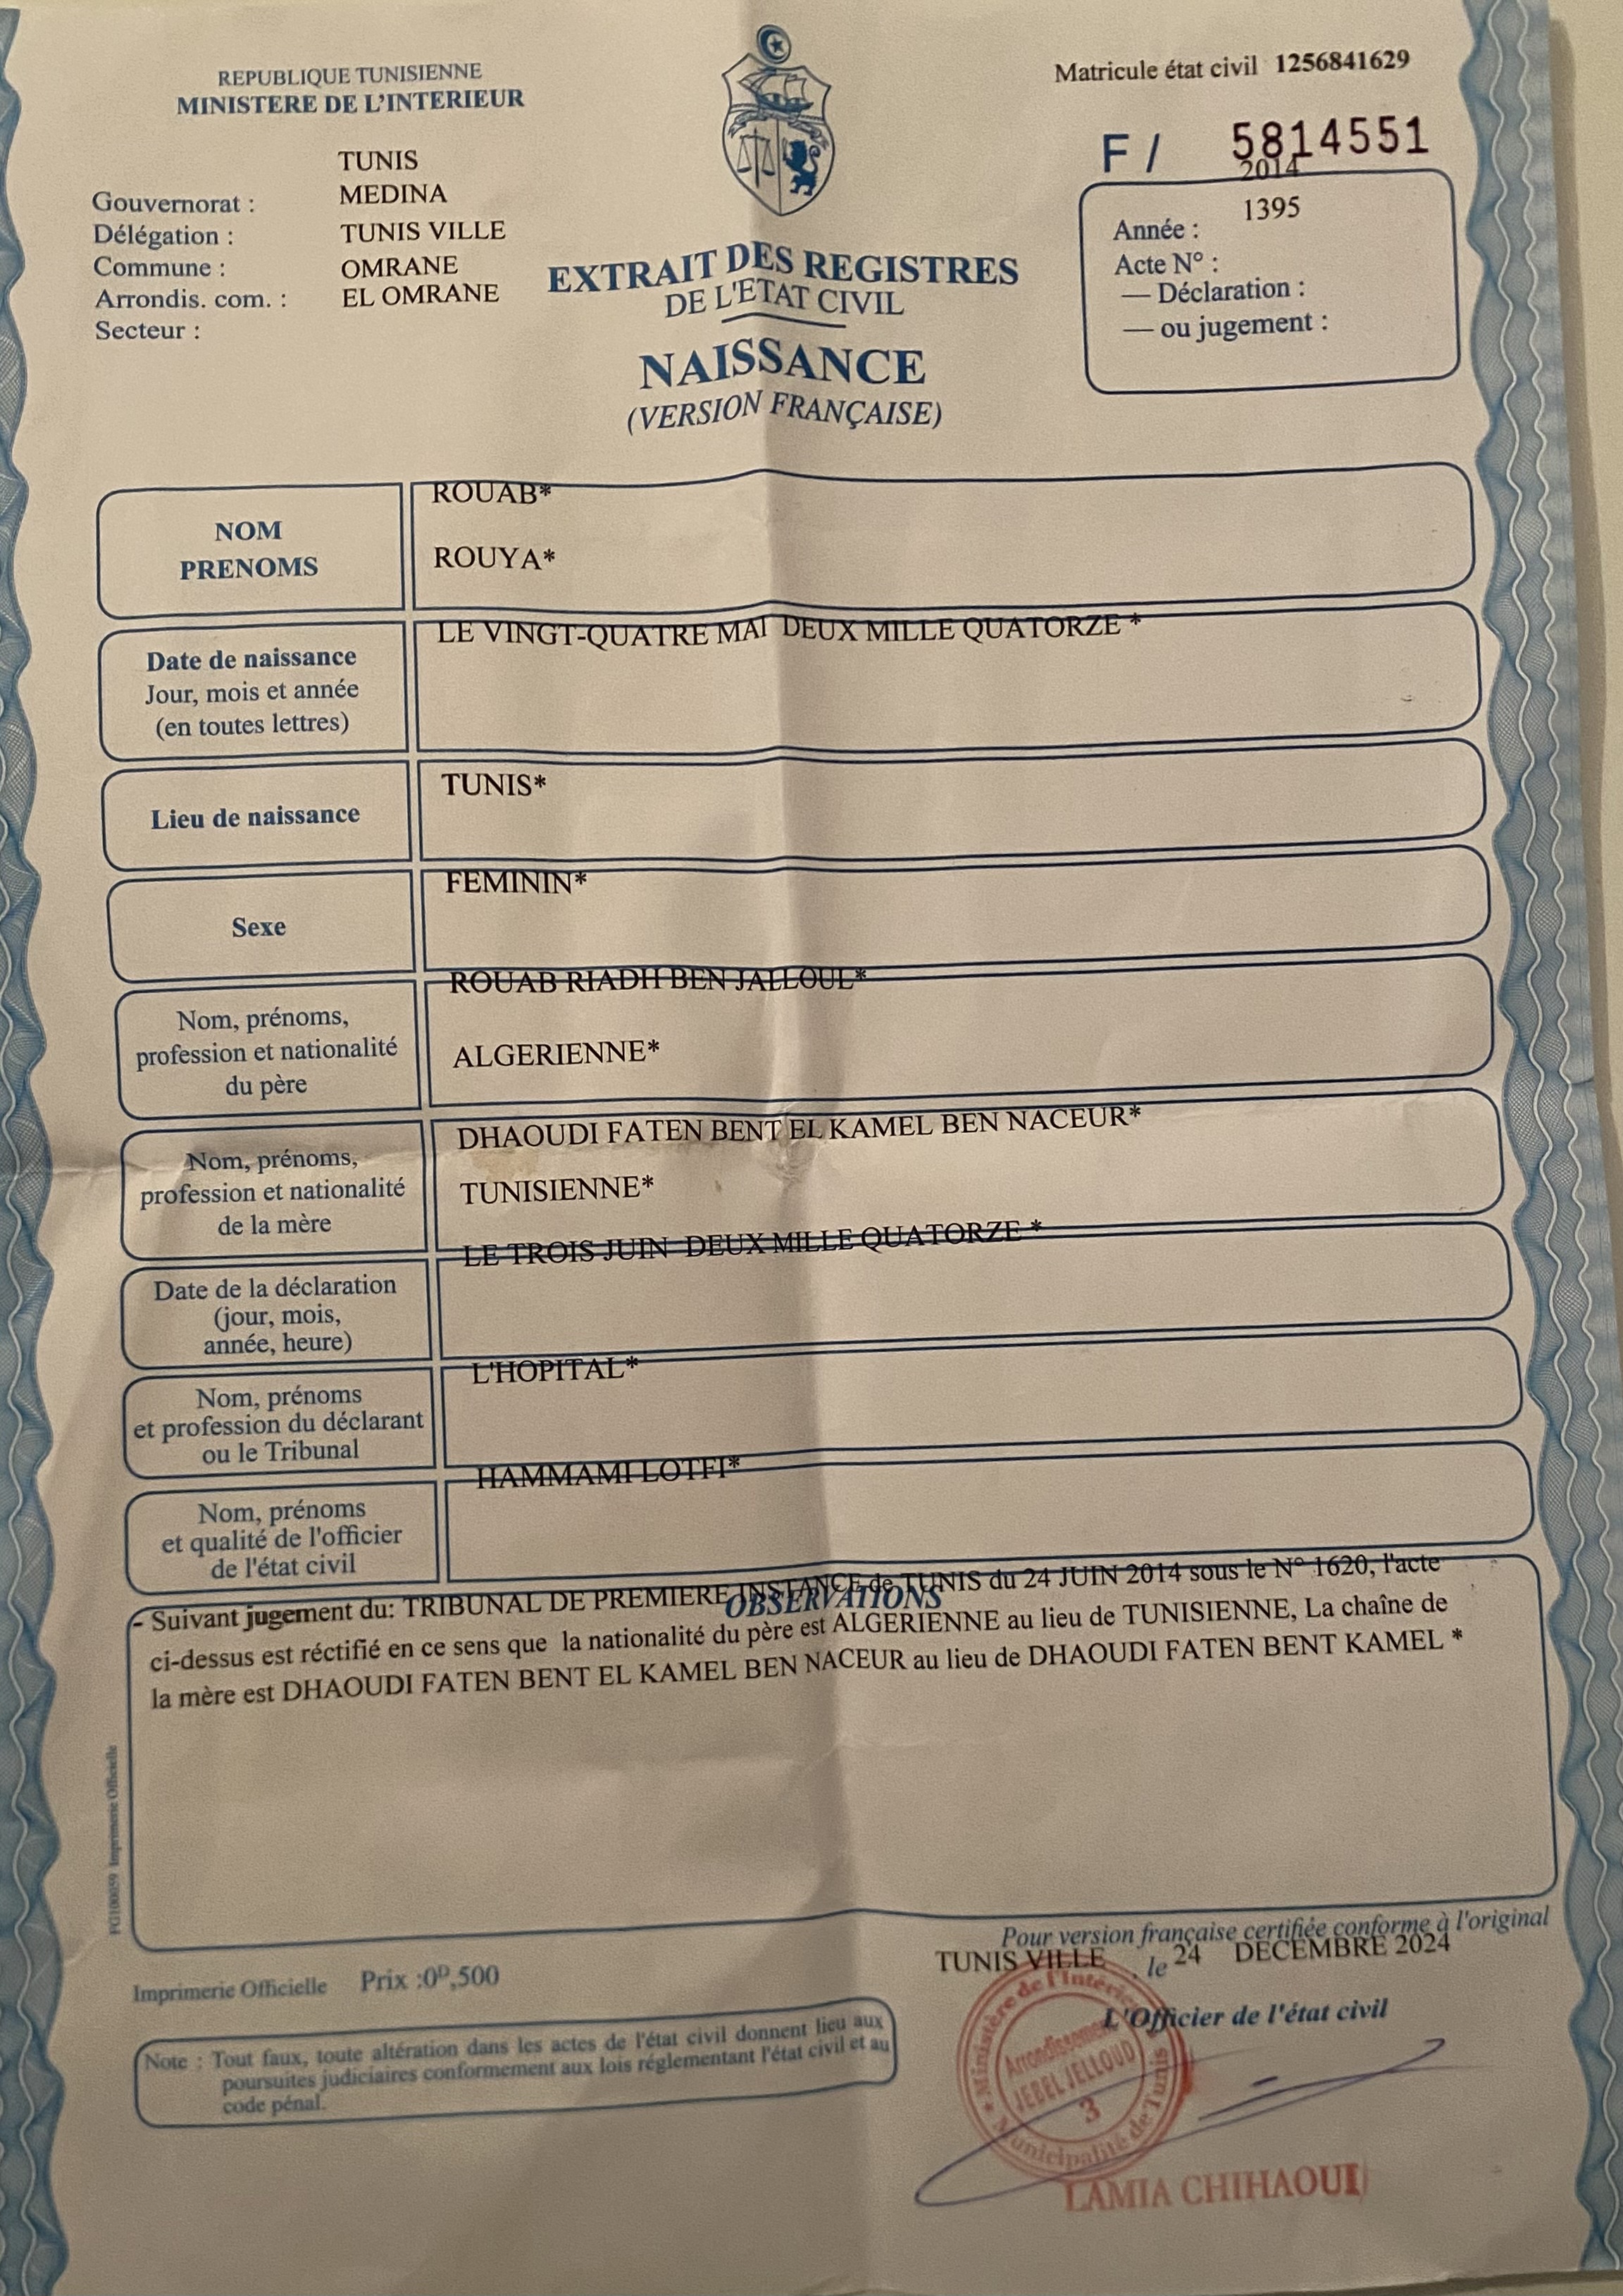 REPUBLIQUE TUNISIENNE
MINISTERE DE L'INTERIEUR
Matricule état civil 1256841629
F / 5814551
TUNIS
MEDINA
TUNIS VILLE
OMRANE
EL OMRANE
Gouvernorat :
Délégation :
Commune :
Arrondis. com. :
Secteur :
2014
1395
Année :
Acte N° :
— Déclaration :
— ou jugement :
EXTRAIT DES REGISTRES
DE L'ETAT CIVIL
NAISSANCE
(VERSION FRANÇAISE)
NOM
PRENOMS
ROUAB*
ROUYA*
Date de naissance
Jour, mois et année
(en toutes lettres)
LE VINGT-QUATRE MAI DEUX MILLE QUATORZE *
Lieu de naissance
TUNIS*
Sexe
FEMININ*
Nom, prénoms,
profession et nationalité
du père
ROUAB RIADH BEN JALLOUL*
ALGERIENNE*
Nom, prénoms,
profession et nationalité
de la mère
DHAOUDI FATEN BENT EL KAMEL BEN NACEUR*
TUNISIENNE*
Date de la déclaration
(jour, mois,
année, heure)
LE TROIS JUIN DEUX MILLE QUATORZE *
Nom, prénoms
et profession du déclarant
ou le Tribunal
L'HOPITAL*
Nom, prénoms
et qualité de l'officier
de l'état civil
HAMMAMI LOTFI*
OBSERVATIONS
- Suivant jugement du: TRIBUNAL DE PREMIERE INSTANCE de TUNIS du 24 JUIN 2014 sous le N° 1620, l'acte
ci-dessus est réctifié en ce sens que la nationalité du père est ALGERIENNE au lieu de TUNISIENNE, La chaîne de
la mère est DHAOUDI FATEN BENT EL KAMEL BEN NACEUR au lieu de DHAOUDI FATEN BENT KAMEL *
FG100059 Imprimerie Officielle
Pour version française certifiée conforme à l'original
TUNIS VILLE , le 24 DECEMBRE 2024
L'Officier de l'état civil
Imprimerie Officielle Prix :0ᴰ,500
Note : Tout faux, toute altération dans les actes de l'état civil donnent lieu aux
poursuites judiciaires conformement aux lois réglementant l'état civil et au
code pénal.
Ministère de l'Intérieur
Arrondissement
JEBEL JELLOUD
3
Municipalité de Tunis
LAMIA CHIHAOUI